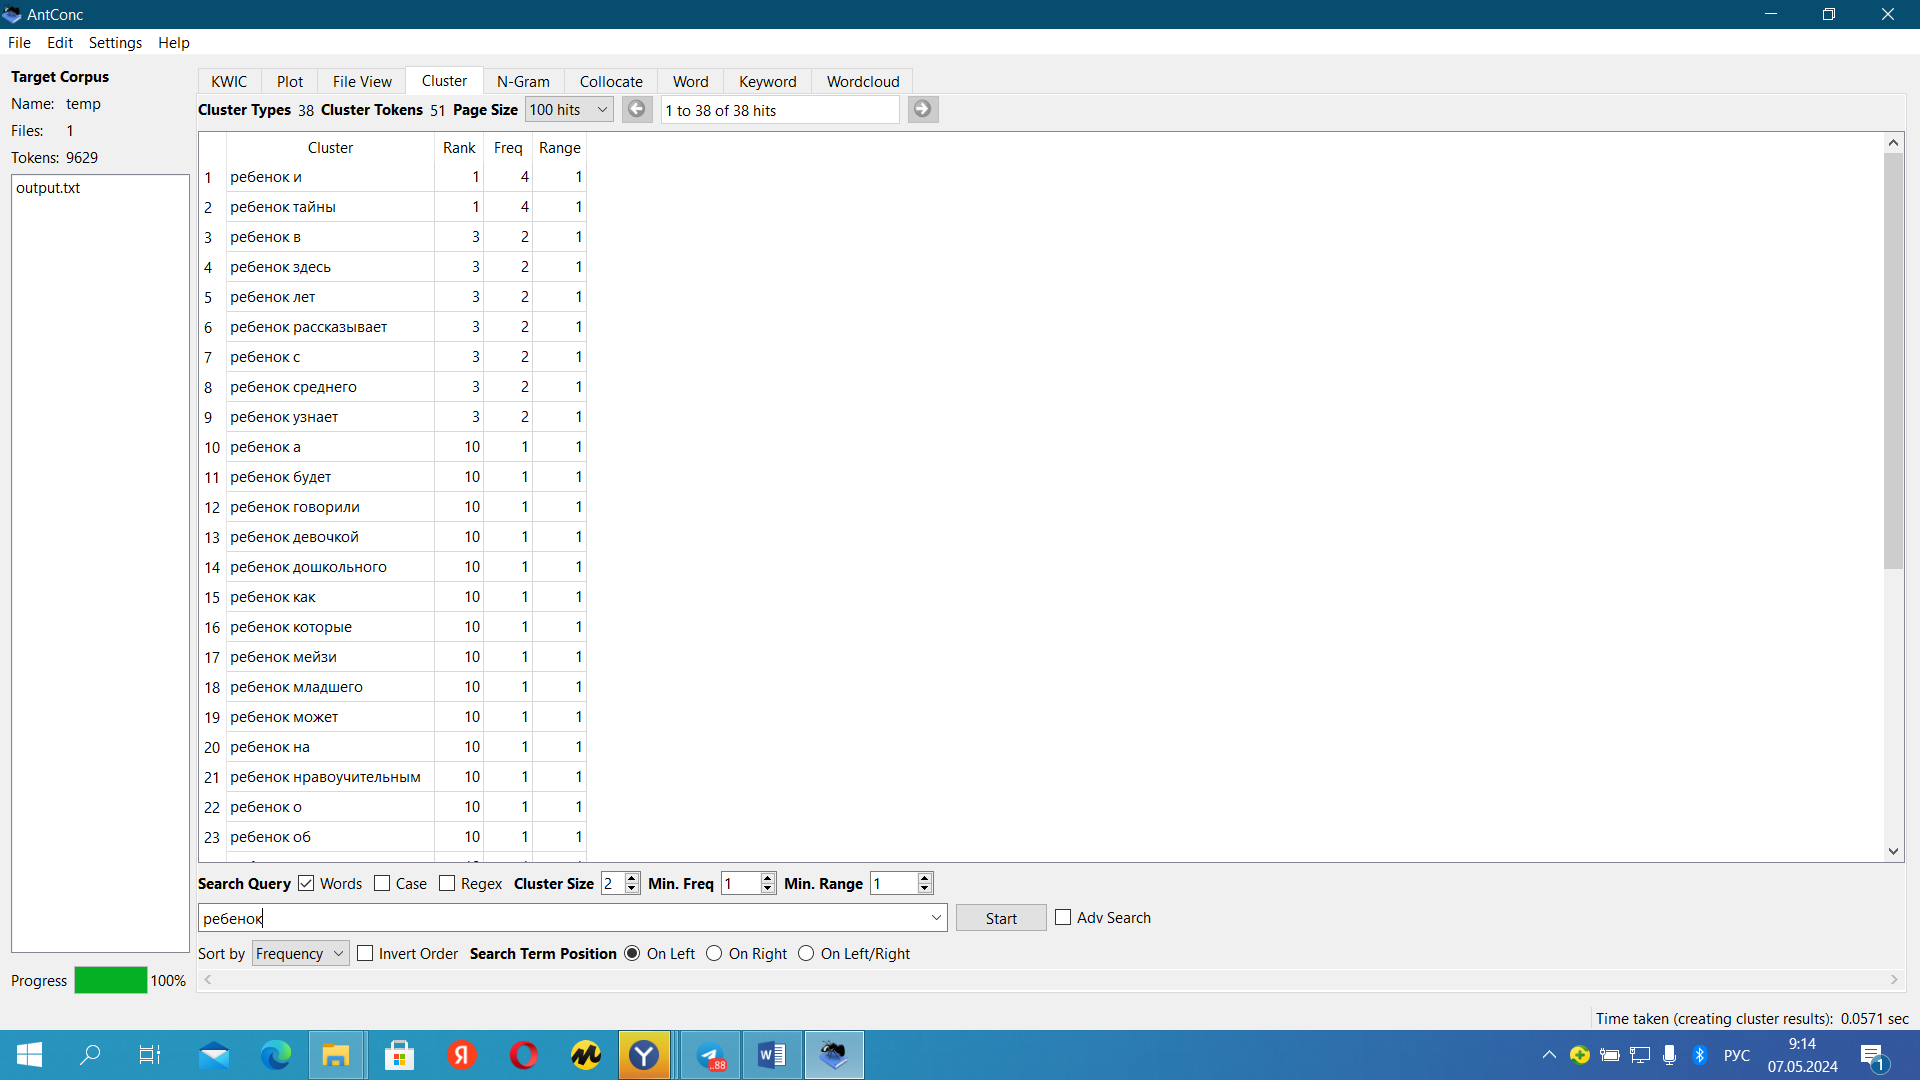 AntConc
File Edit Settings Help
Target Corpus
Name: temp
Files: 1
Tokens: 9629
output.txt
Progress 100%
KWIC Plot File View Cluster N-Gram Collocate Word Keyword Wordcloud
Cluster Types 38 Cluster Tokens 51 Page Size 100 hits 1 to 38 of 38 hits
Cluster Rank Freq Range
1 ребенок и 1 4 1
2 ребенок тайны 1 4 1
3 ребенок в 3 2 1
4 ребенок здесь 3 2 1
5 ребенок лет 3 2 1
6 ребенок рассказывает 3 2 1
7 ребенок с 3 2 1
8 ребенок среднего 3 2 1
9 ребенок узнает 3 2 1
10 ребенок а 10 1 1
11 ребенок будет 10 1 1
12 ребенок говорили 10 1 1
13 ребенок девочкой 10 1 1
14 ребенок дошкольного 10 1 1
15 ребенок как 10 1 1
16 ребенок которые 10 1 1
17 ребенок мейзи 10 1 1
18 ребенок младшего 10 1 1
19 ребенок может 10 1 1
20 ребенок на 10 1 1
21 ребенок нравоучительным 10 1 1
22 ребенок о 10 1 1
23 ребенок об 10 1 1
Search Query Words Case Regex Cluster Size 2 Min. Freq 1 Min. Range 1
ребенок Start Adv Search
Sort by Frequency Invert Order Search Term Position On Left On Right On Left/Right
Time taken (creating cluster results): 0.0571 sec
Я Y ..88 W РУС 9:14
07.05.2024 1